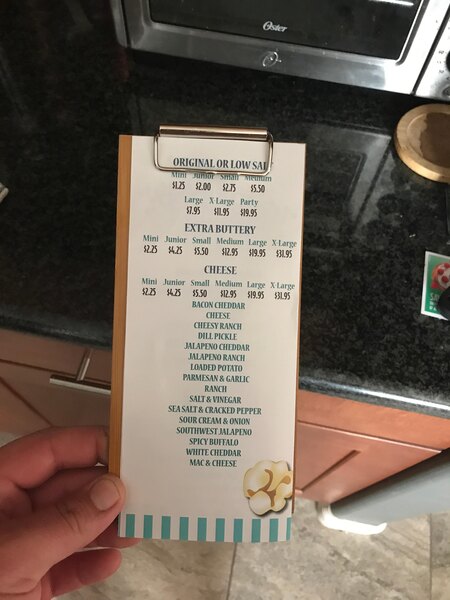 Oster
ORIGINAL OR LOW SAL
Mini Junior Small Medium
$1.25 $2.00 $2.75 $5.50
Large X Large Party
$7.95 $11.95 $19.95
EXTRA BUTTERY
Mini Junior Small Medium Large X-Large
$2.25 $4.25 $5.50 $12.95 $19.95 $31.95
CHEESE
Mini Junior Small Medium Large X-Large
$2.25 $4.25 $5.50 $12.95 $19.95 $31.95
BACON CHEDDAR
CHEESE
CHEESY RANCH
DILL PICKLE
JALAPENO CHEDDAR
JALAPENO RANCH
LOADED POTATO
PARMESAN & GARLIC
RANCH
SALT & VINEGAR
SEA SALT & CRACKED PEPPER
SOUR CREAM & ONION
SOUTHWEST JALAPENO
SPICY BUFFALO
WHITE CHEDDAR
MAC & CHEESE